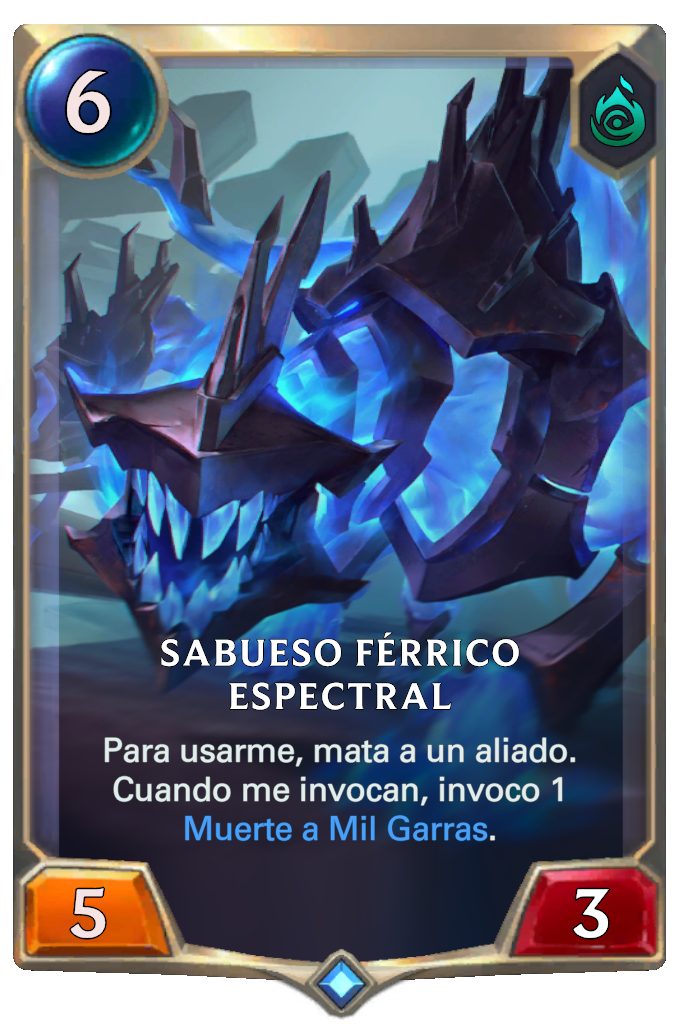 6
SABUESO FÉRRICO
ESPECTRAL
Para usarme, mata a un aliado.
Cuando me invocan, invoco 1
Muerte a Mil Garras.
5
3